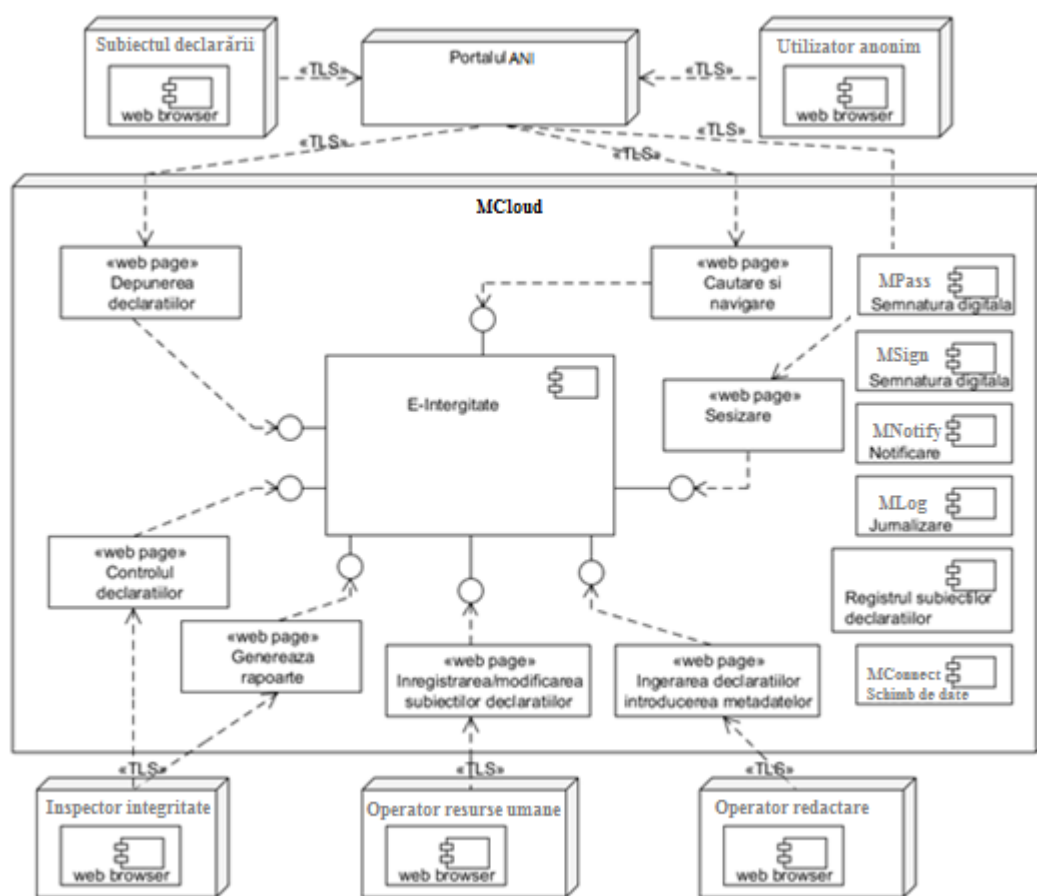 Subiectul declarării
web browser
«TLS»
Portalul ANI
«TLS»
Utilizator anonim
web browser
«TLS»
«TLS»
«TLS»
MCloud
«web page»
Depunerea
declaratiilor
«web page»
Cautare si
navigare
MPass
Semnatura digitala
MSign
Semnatura digitala
E-Intergitate
«web page»
Sesizare
MNotify
Notificare
MLog
Jurnalizare
«web page»
Controlul
declaratiilor
Registrul subiectilor
declaratiilor
«web page»
Genereaza
rapoarte
«web page»
Inregistrarea/modificarea
subiectilor declaratiilor
«web page»
Ingerarea declaratiilor
introducerea metadatelor
MConnect
Schimb de date
«TLS»
«TLS»
«TLS»
Inspector integritate
web browser
Operator resurse umane
web browser
Operator redactare
web browser